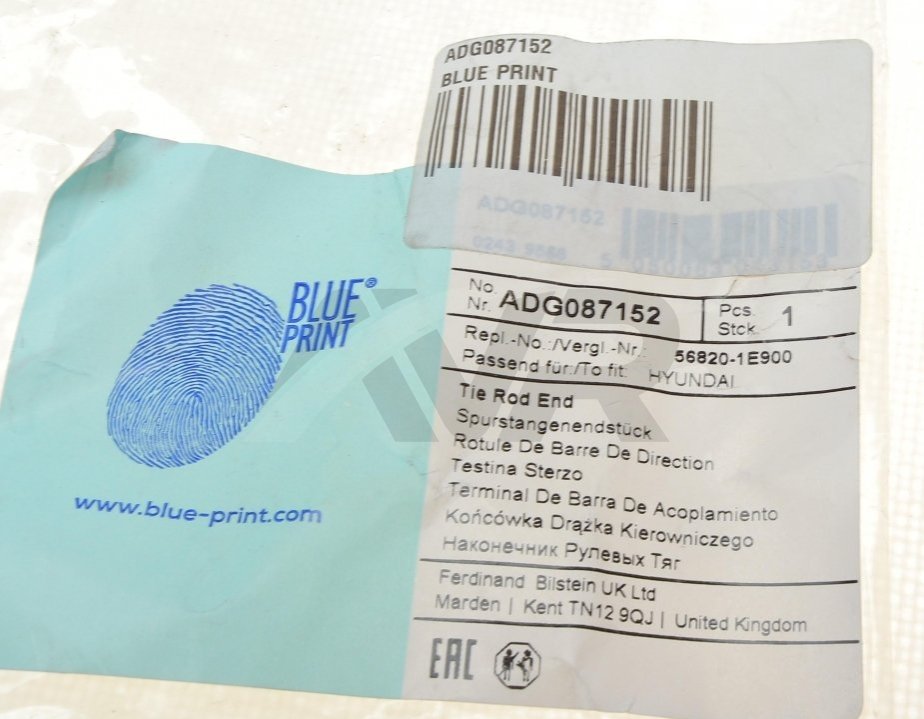 ADG087152
BLUE PRINT
ADG087152
BLUE®
PRINT
www.blue-print.com
No.
Nr. ADG087152
Pcs.
Stck. 1
Repl.-No.:/Vergl.-Nr.: 56820-1E900
Passend für:/To fit: HYUNDAI
Tie Rod End
Spurstangenendstück
Rotule De Barre De Direction
Testina Sterzo
Terminal De Barra De Acoplamiento
Końcówka Drążka Kierowniczego
Наконечник Рулевых Тяг
Ferdinand Bilstein UK Ltd
Marden | Kent TN12 9QJ | United Kingdom
EAC